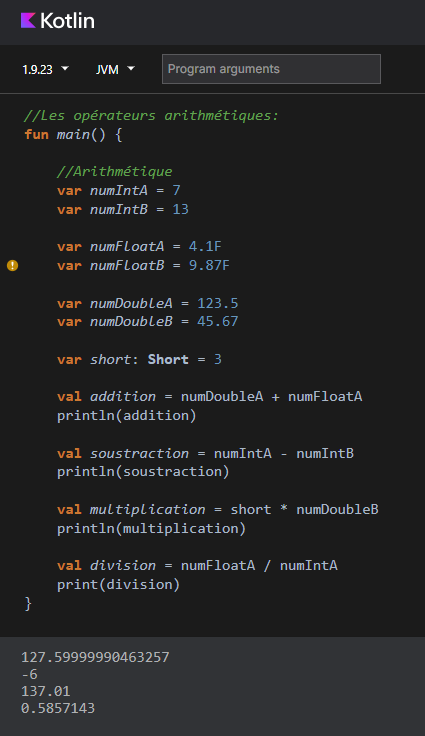 Kotlin
1.9.23 JVM Program arguments
//Les opérateurs arithmétiques:
fun main() {
//Arithmétique
var numIntA = 7
var numIntB = 13
var numFloatA = 4.1F
var numFloatB = 9.87F
var numDoubleA = 123.5
var numDoubleB = 45.67
var short: Short = 3
val addition = numDoubleA + numFloatA
println(addition)
val soustraction = numIntA - numIntB
println(soustraction)
val multiplication = short * numDoubleB
println(multiplication)
val division = numFloatA / numIntA
print(division)
}
127.59999990463257
-6
137.01
0.5857143